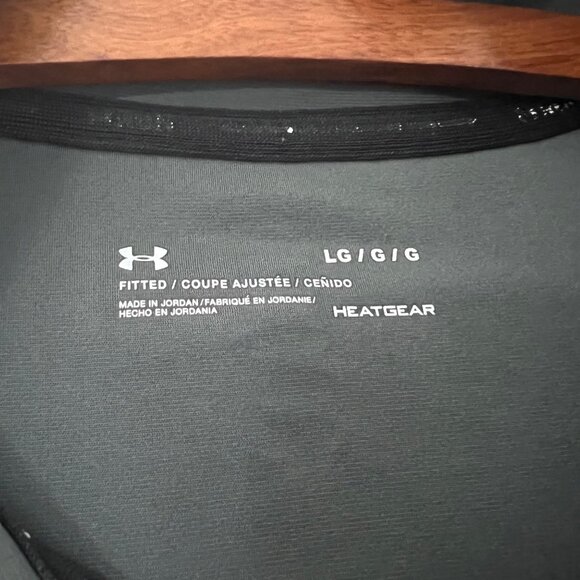 LG / G / G
FITTED / COUPE AJUSTÉE / CEÑIDO
MADE IN JORDAN / FABRIQUÉ EN JORDANIE /
HECHO EN JORDANIA
HEATGEAR